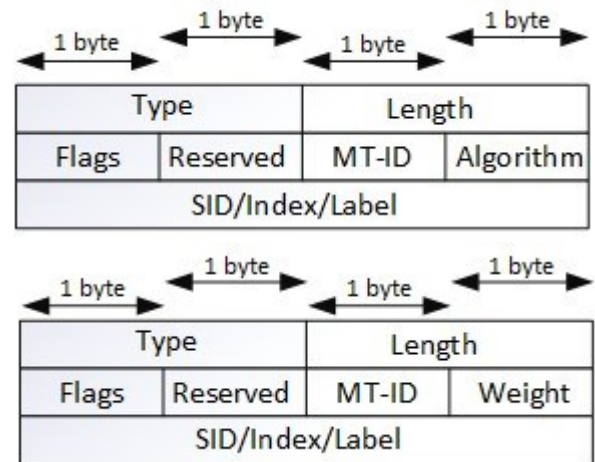 1 byte 1 byte 1 byte 1 byte
Type Length
Flags Reserved MT-ID Algorithm
SID/Index/Label
1 byte 1 byte 1 byte 1 byte
Type Length
Flags Reserved MT-ID Weight
SID/Index/Label